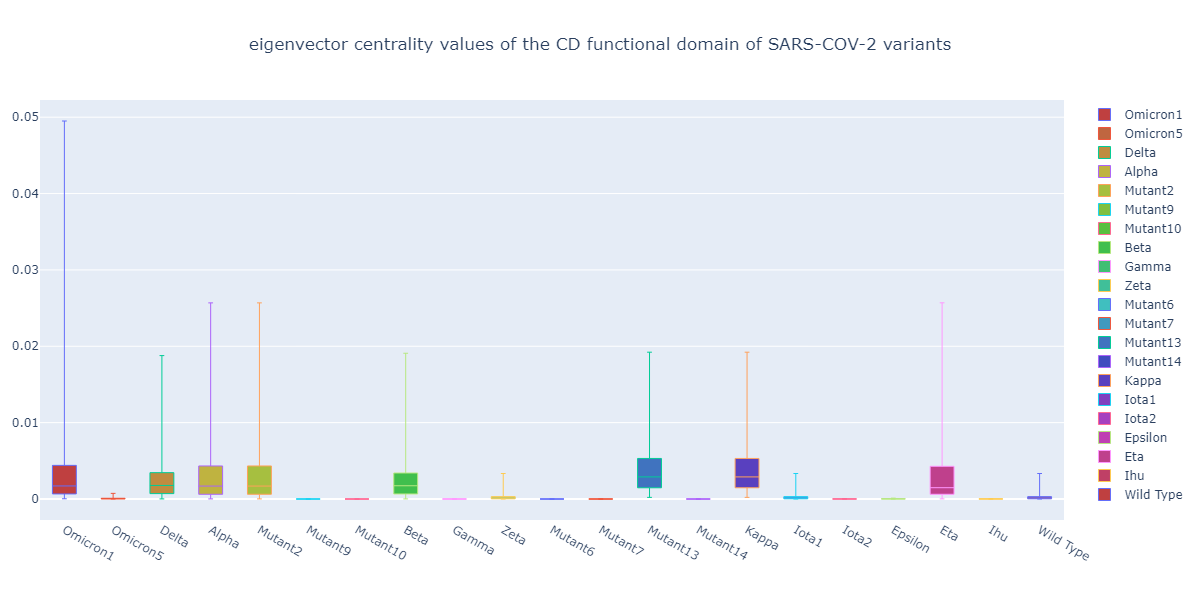 eigenvector centrality values of the CD functional domain of SARS-COV-2 variants
0.05
0.04
0.03
0.02
0.01
0
Omicron1
Omicron5
Delta
Alpha
Mutant2
Mutant9
Mutant10
Beta
Gamma
Zeta
Mutant6
Mutant7
Mutant13
Mutant14
Kappa
Iota1
Iota2
Epsilon
Eta
Ihu
Wild Type
Omicron1
Omicron5
Delta
Alpha
Mutant2
Mutant9
Mutant10
Beta
Gamma
Zeta
Mutant6
Mutant7
Mutant13
Mutant14
Kappa
Iota1
Iota2
Epsilon
Eta
Ihu
Wild Type